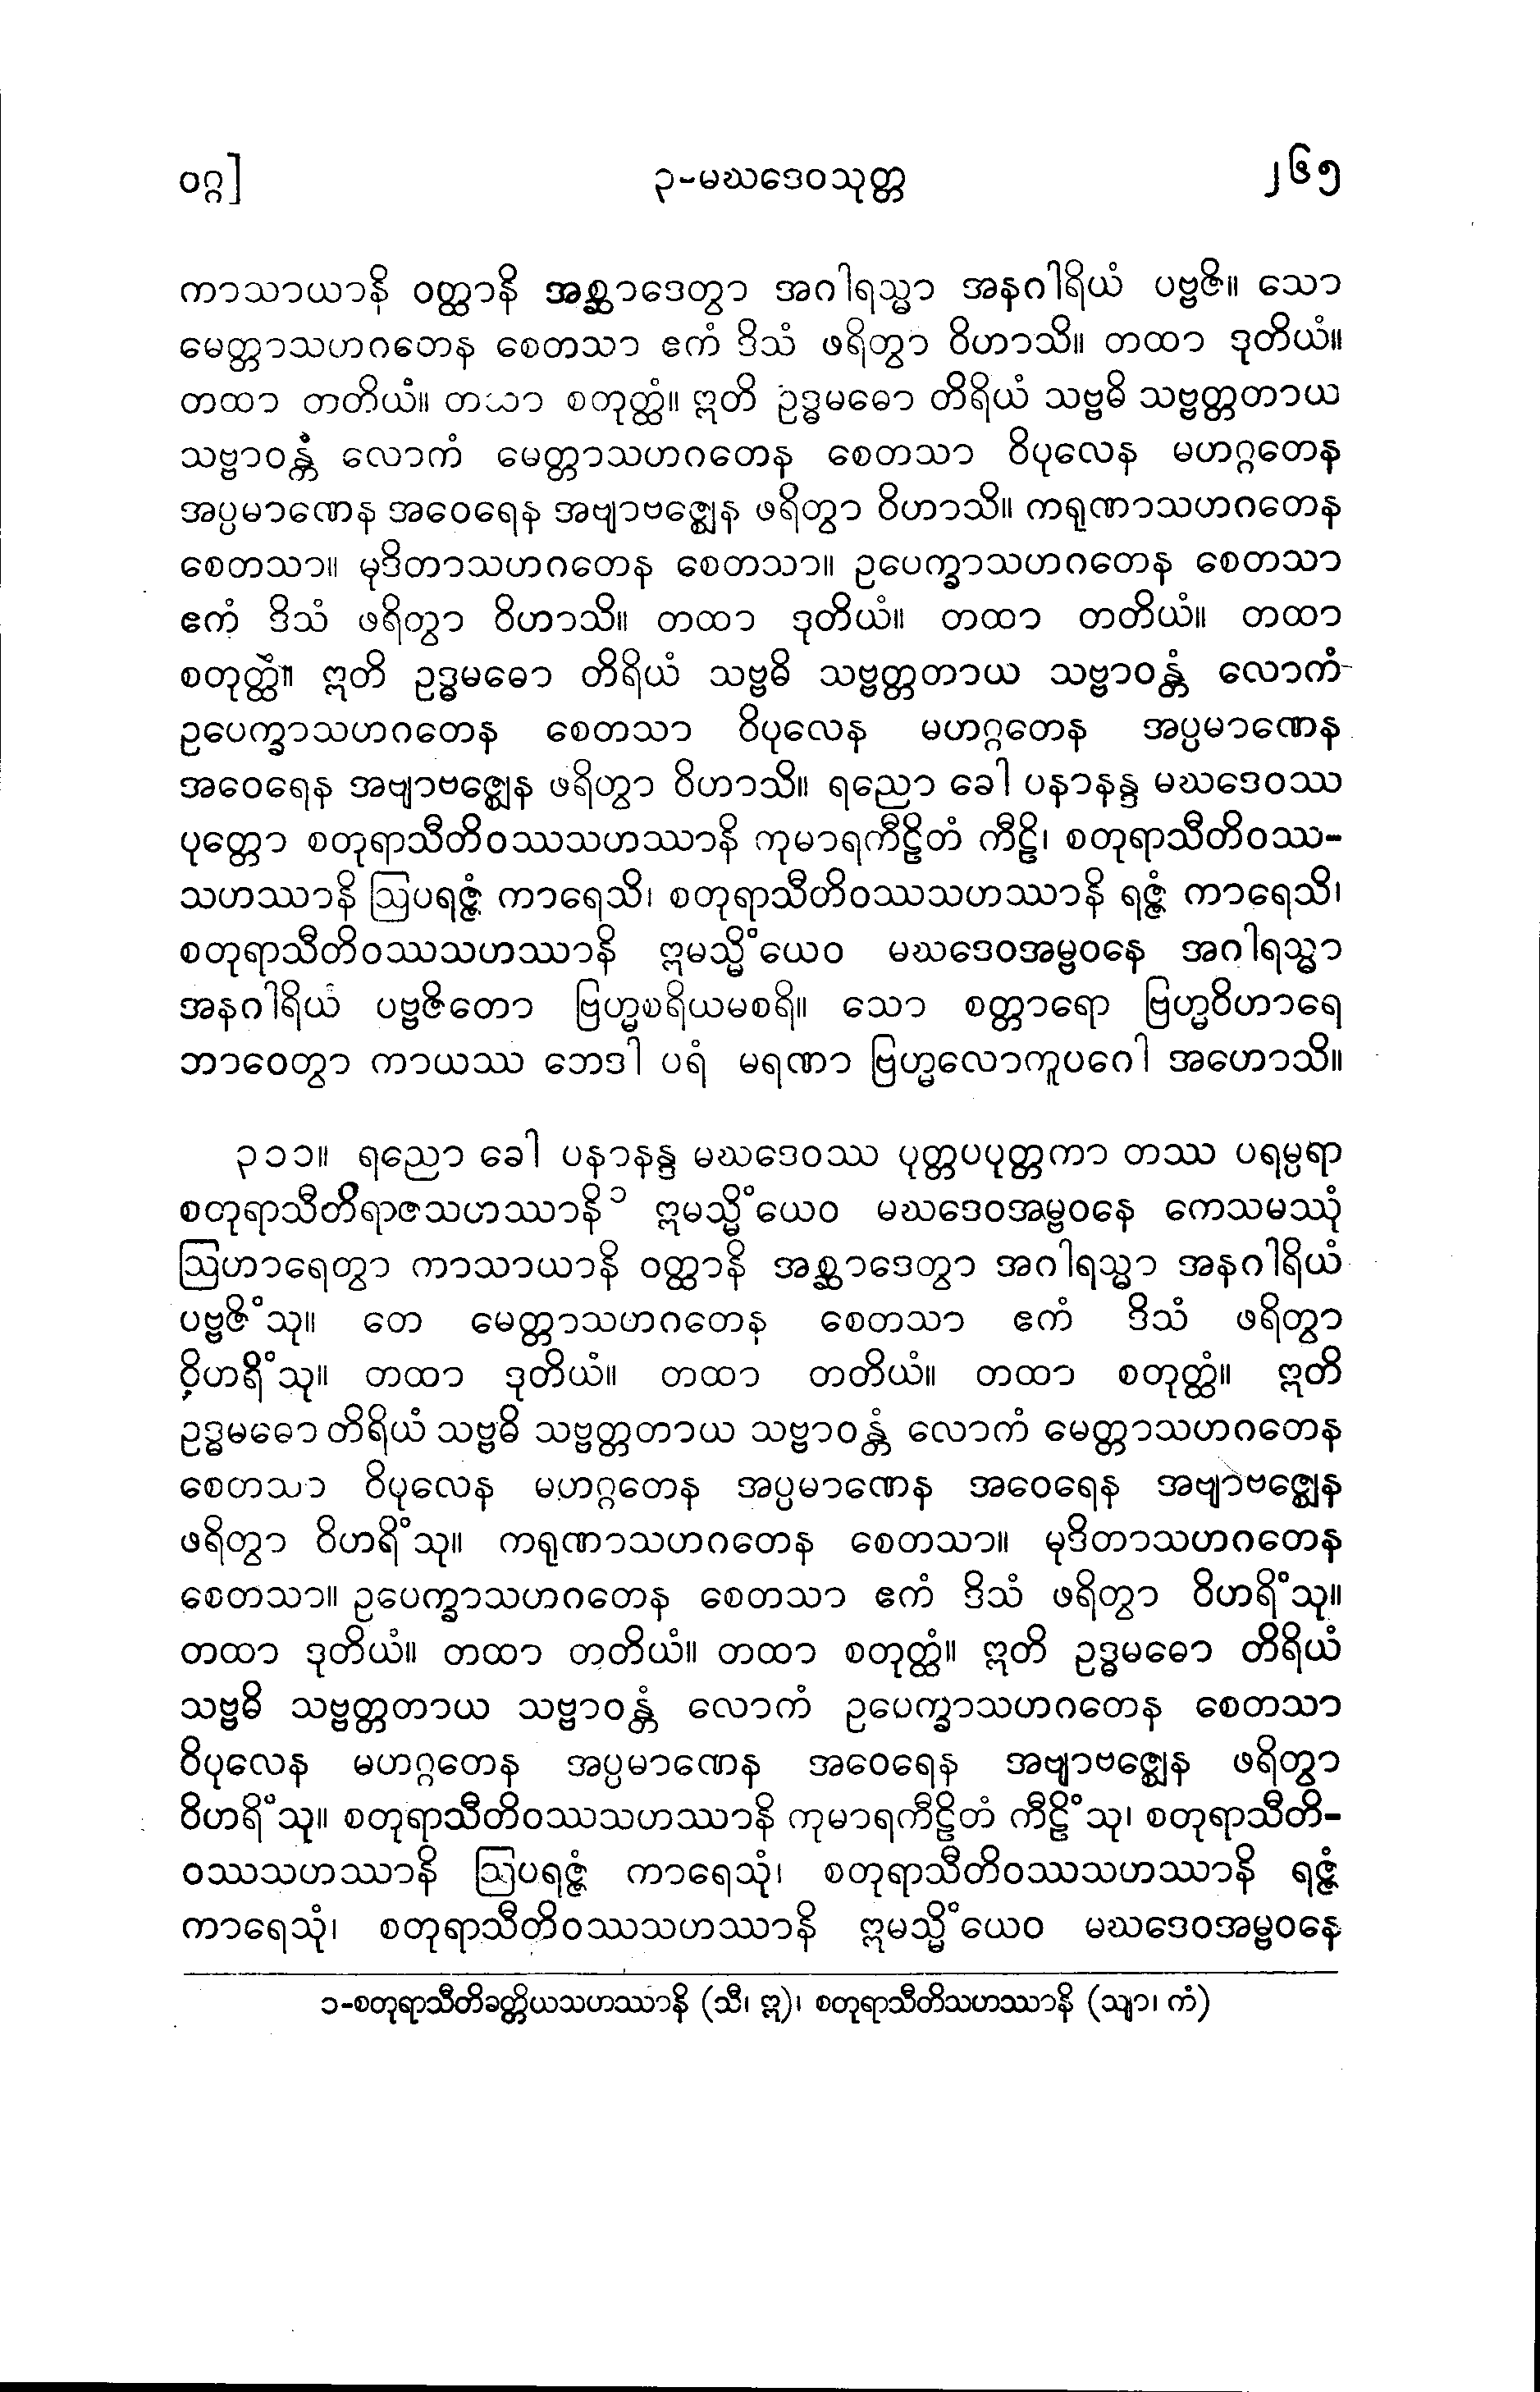 ဝဂ္ဂ] ၃-မဃဒေဝသုတ္တ ၂၆၅
ကာသာယာနိ ဝတ္ထာနိ အစ္ဆာဒေတွာ အဂါရသ္မာ အနဂါရိယံ ပဗ္ဗဇိ။ သော
မေတ္တာသဟဂတေန စေတသာ ဧကံ ဒိသံ ဖရိတွာ ဝိဟာသိ။ တထာ ဒုတိယံ။
တထာ တတိယံ။ တထာ စတုတ္ထံ။ ဣတိ ဥဒ္ဓမဓော တိရိယံ သဗ္ဗဓိ သဗ္ဗတ္တတာယ
သဗ္ဗာဝန္တံ လောကံ မေတ္တာသဟဂတေန စေတသာ ဝိပုလေန မဟဂ္ဂတေန
အပ္ပမာဏေန အဝေရေန အဗျာဗဇ္ဈေန ဖရိတွာ ဝိဟာသိ။ ကရုဏာသဟဂတေန
စေတသာ။ မုဒိတာသဟဂတေန စေတသာ။ ဥပေက္ခာသဟဂတေန စေတသာ
ဧကံ ဒိသံ ဖရိတွာ ဝိဟာသိ။ တထာ ဒုတိယံ။ တထာ တတိယံ။ တထာ
စတုတ္ထံ။ ဣတိ ဥဒ္ဓမဓော တိရိယံ သဗ္ဗဓိ သဗ္ဗတ္တတာယ သဗ္ဗာဝန္တံ လောကံ
ဥပေက္ခာသဟဂတေန စေတသာ ဝိပုလေန မဟဂ္ဂတေန အပ္ပမာဏေန
အဝေရေန အဗျာဗဇ္ဈေန ဖရိတွာ ဝိဟာသိ။ ရညော ခေါ ပနာနန္ဒ မဃဒေဝဿ
ပုတ္တော စတုရာသီတိဝဿသဟဿာနိ ကုမာရကီဠိတံ ကီဠိ၊ စတုရာသီတိဝဿ-
သဟဿာနိ ဩပရဇ္ဇံ ကာရေသိ၊ စတုရာသီတိဝဿသဟဿာနိ ရဇ္ဇံ ကာရေသိ၊
စတုရာသီတိဝဿသဟဿာနိ ဣမသ္မိံယေဝ မဃဒေဝအမ္ဗဝနေ အဂါရသ္မာ
အနဂါရိယံ ပဗ္ဗဇိတော ဗြဟ္မစရိယမစရိ။ သော စတ္တာရော ဗြဟ္မဝိဟာရေ
ဘာဝေတွာ ကာယဿ ဘေဒါ ပရံ မရဏာ ဗြဟ္မလောကူပဂေါ အဟောသိ။
၃၁၁။ ရညော ခေါ ပနာနန္ဒ မဃဒေဝဿ ပုတ္တပပုတ္တကာ တဿ ပရမ္ပရာ
စတုရာသီတိရာဇသဟဿာနိ၁ ဣမသ္မိံယေဝ မဃဒေဝအမ္ဗဝနေ ကေသမဿုံ
ဩဟာရေတွာ ကာသာယာနိ ဝတ္ထာနိ အစ္ဆာဒေတွာ အဂါရသ္မာ အနဂါရိယံ
ပဗ္ဗဇိံသု။ တေ မေတ္တာသဟဂတေန စေတသာ ဧကံ ဒိသံ ဖရိတွာ
ဝိဟရိံသု။ တထာ ဒုတိယံ။ တထာ တတိယံ။ တထာ စတုတ္ထံ။ ဣတိ
ဥဒ္ဓမဓော တိရိယံ သဗ္ဗဓိ သဗ္ဗတ္တတာယ သဗ္ဗာဝန္တံ လောကံ မေတ္တာသဟဂတေန
စေတသာ ဝိပုလေန မဟဂ္ဂတေန အပ္ပမာဏေန အဝေရေန အဗျာဗဇ္ဈေန
ဖရိတွာ ဝိဟရိံသု။ ကရုဏာသဟဂတေန စေတသာ။ မုဒိတာသဟဂတေန
စေတသာ။ ဥပေက္ခာသဟဂတေန စေတသာ ဧကံ ဒိသံ ဖရိတွာ ဝိဟရိံသု။
တထာ ဒုတိယံ။ တထာ တတိယံ။ တထာ စတုတ္ထံ။ ဣတိ ဥဒ္ဓမဓော တိရိယံ
သဗ္ဗဓိ သဗ္ဗတ္တတာယ သဗ္ဗာဝန္တံ လောကံ ဥပေက္ခာသဟဂတေန စေတသာ
ဝိပုလေန မဟဂ္ဂတေန အပ္ပမာဏေန အဝေရေန အဗျာဗဇ္ဈေန ဖရိတွာ
ဝိဟရိံသု။ စတုရာသီတိဝဿသဟဿာနိ ကုမာရကီဠိတံ ကီဠိံသု၊ စတုရာသီတိ-
ဝဿသဟဿာနိ ဩပရဇ္ဇံ ကာရေသုံ၊ စတုရာသီတိဝဿသဟဿာနိ ရဇ္ဇံ
ကာရေသုံ၊ စတုရာသီတိဝဿသဟဿာနိ ဣမသ္မိံယေဝ မဃဒေဝအမ္ဗဝနေ
၁-စတုရာသီတိခတ္တိယသဟဿာနိ (သီ၊ ဣ)၊ စတုရာသီတိသဟဿာနိ (သျာ၊ ကံ)